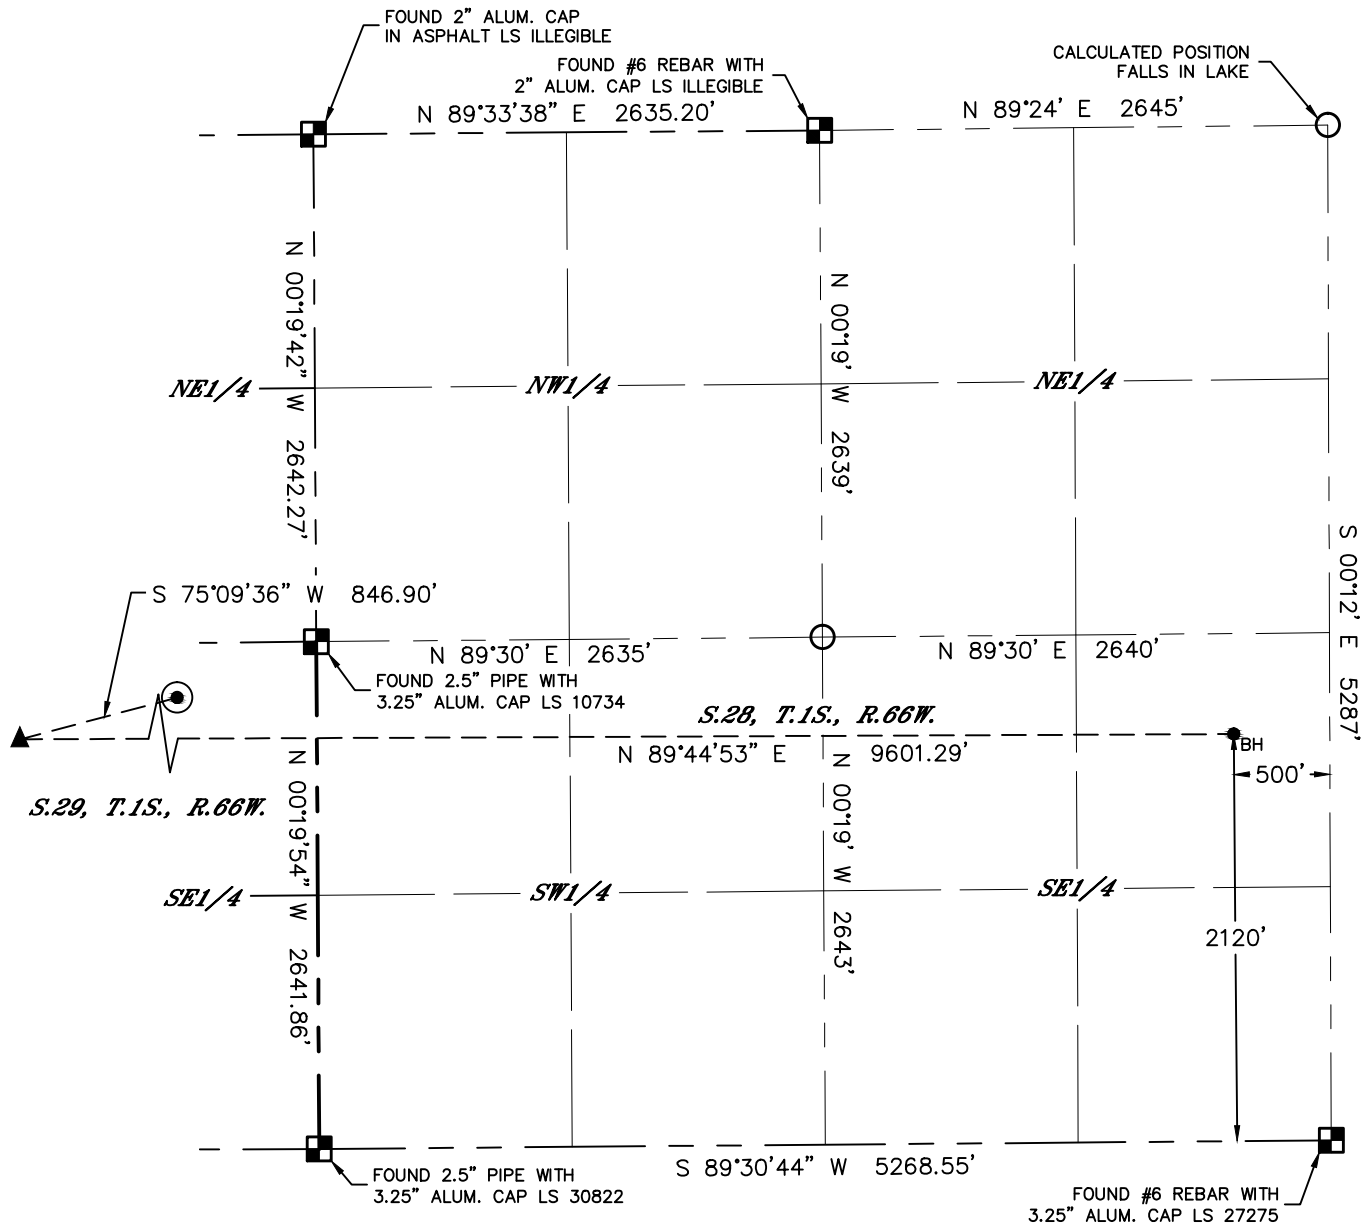 FOUND 2" ALUM. CAP
IN ASPHALT LS ILLEGIBLE
FOUND #6 REBAR WITH
2" ALUM. CAP LS ILLEGIBLE
CALCULATED POSITION
FALLS IN LAKE
N 89°33'38" E 2635.20'
N 89°24' E 2645'
N 00°19'42" W 2642.27'
N 00°19' W 2639'
NE1/4
NW1/4
NE1/4
S 00°12' E 5287'
S 75°09'36" W 846.90'
N 89°30' E 2635'
N 89°30' E 2640'
FOUND 2.5" PIPE WITH
3.25" ALUM. CAP LS 10734
S.28, T.1S., R.66W.
N 89°44'53" E 9601.29'
BH
500'
S.29, T.1S., R.66W.
N 00°19'54" W 2641.86'
N 00°19' W 2643'
SE1/4
SW1/4
SE1/4
2120'
S 89°30'44" W 5268.55'
FOUND 2.5" PIPE WITH
3.25" ALUM. CAP LS 30822
FOUND #6 REBAR WITH
3.25" ALUM. CAP LS 27275